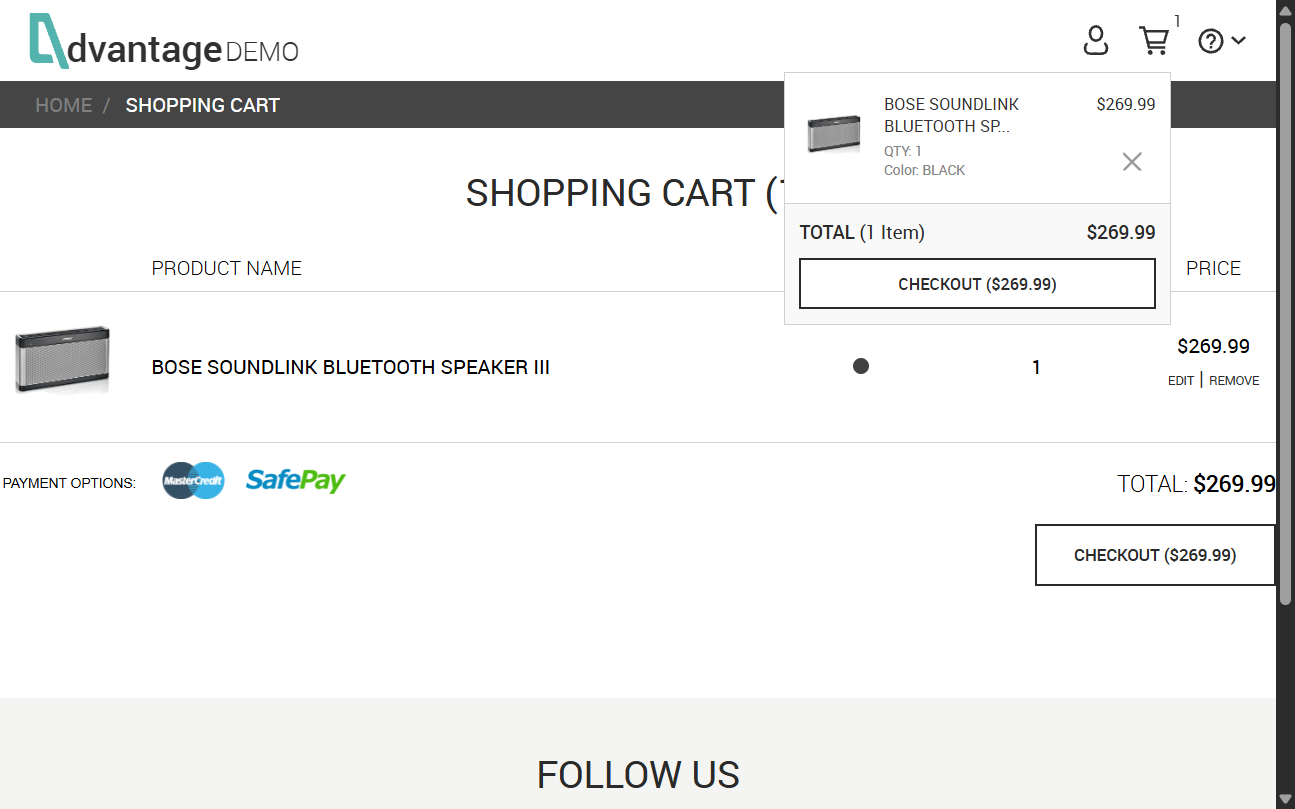 dvantage DEMO
1
HOME / SHOPPING CART
BOSE SOUNDLINK
BLUETOOTH SP...
$269.99
QTY: 1
Color: BLACK
TOTAL (1 Item) $269.99
CHECKOUT ($269.99)
SHOPPING CART (
PRODUCT NAME
PRICE
BOSE SOUNDLINK BLUETOOTH SPEAKER III
1
$269.99
EDIT | REMOVE
PAYMENT OPTIONS:
MasterCredit
SafePay
TOTAL: $269.99
CHECKOUT ($269.99)
FOLLOW US